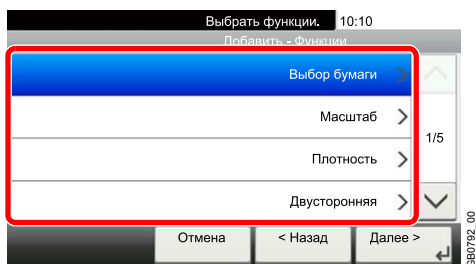 Выбрать функции. 10:10
Добавить - Функции
Выбор бумаги
Масштаб
1/5
Плотность
Двусторонняя
Отмена < Назад Далее >
GB0792_00